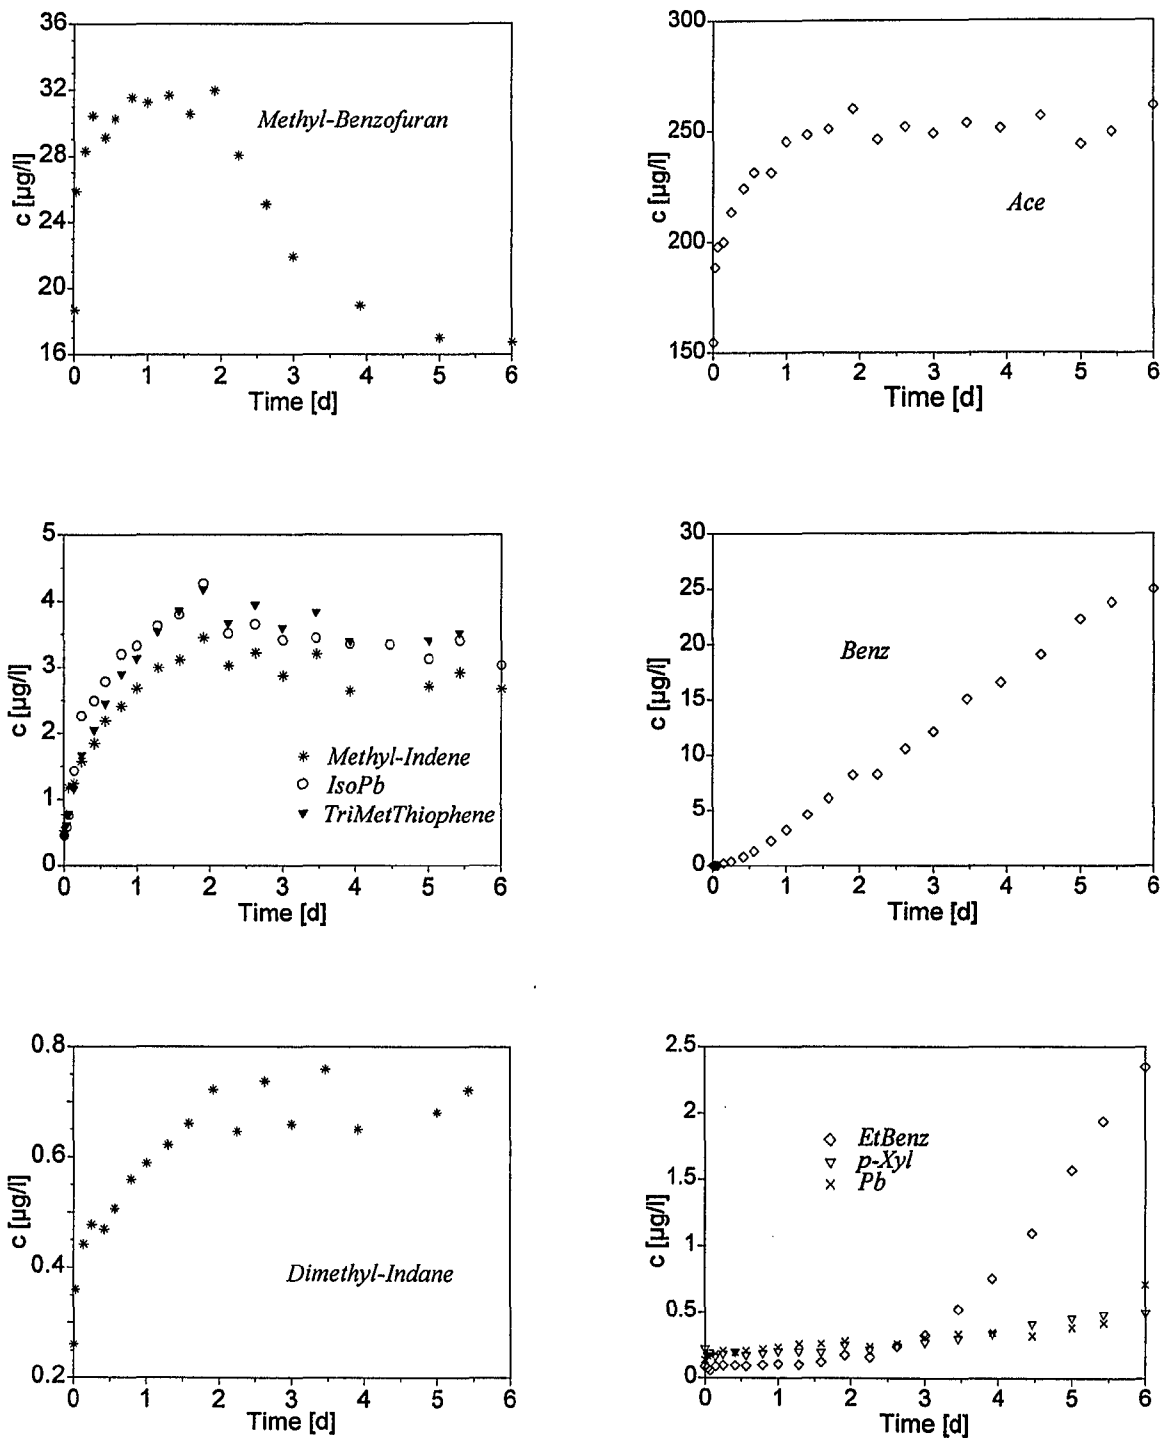 36
32
28
24
20
16
c [µg/l]
Methyl-Benzofuran
0 1 2 3 4 5 6
Time [d]
300
250
200
150
c [µg/l]
Ace
0 1 2 3 4 5 6
Time [d]
5
4
3
2
1
0
c [µg/l]
Methyl-Indene
IsoPb
TriMetThiophene
0 1 2 3 4 5 6
Time [d]
30
25
20
15
10
5
0
c [µg/l]
Benz
0 1 2 3 4 5 6
Time [d]
0.8
0.6
0.4
0.2
c [µg/l]
Dimethyl-Indane
0 1 2 3 4 5 6
Time [d]
2.5
2
1.5
1
0.5
0
c [µg/l]
EtBenz
p-Xyl
Pb
0 1 2 3 4 5 6
Time [d]